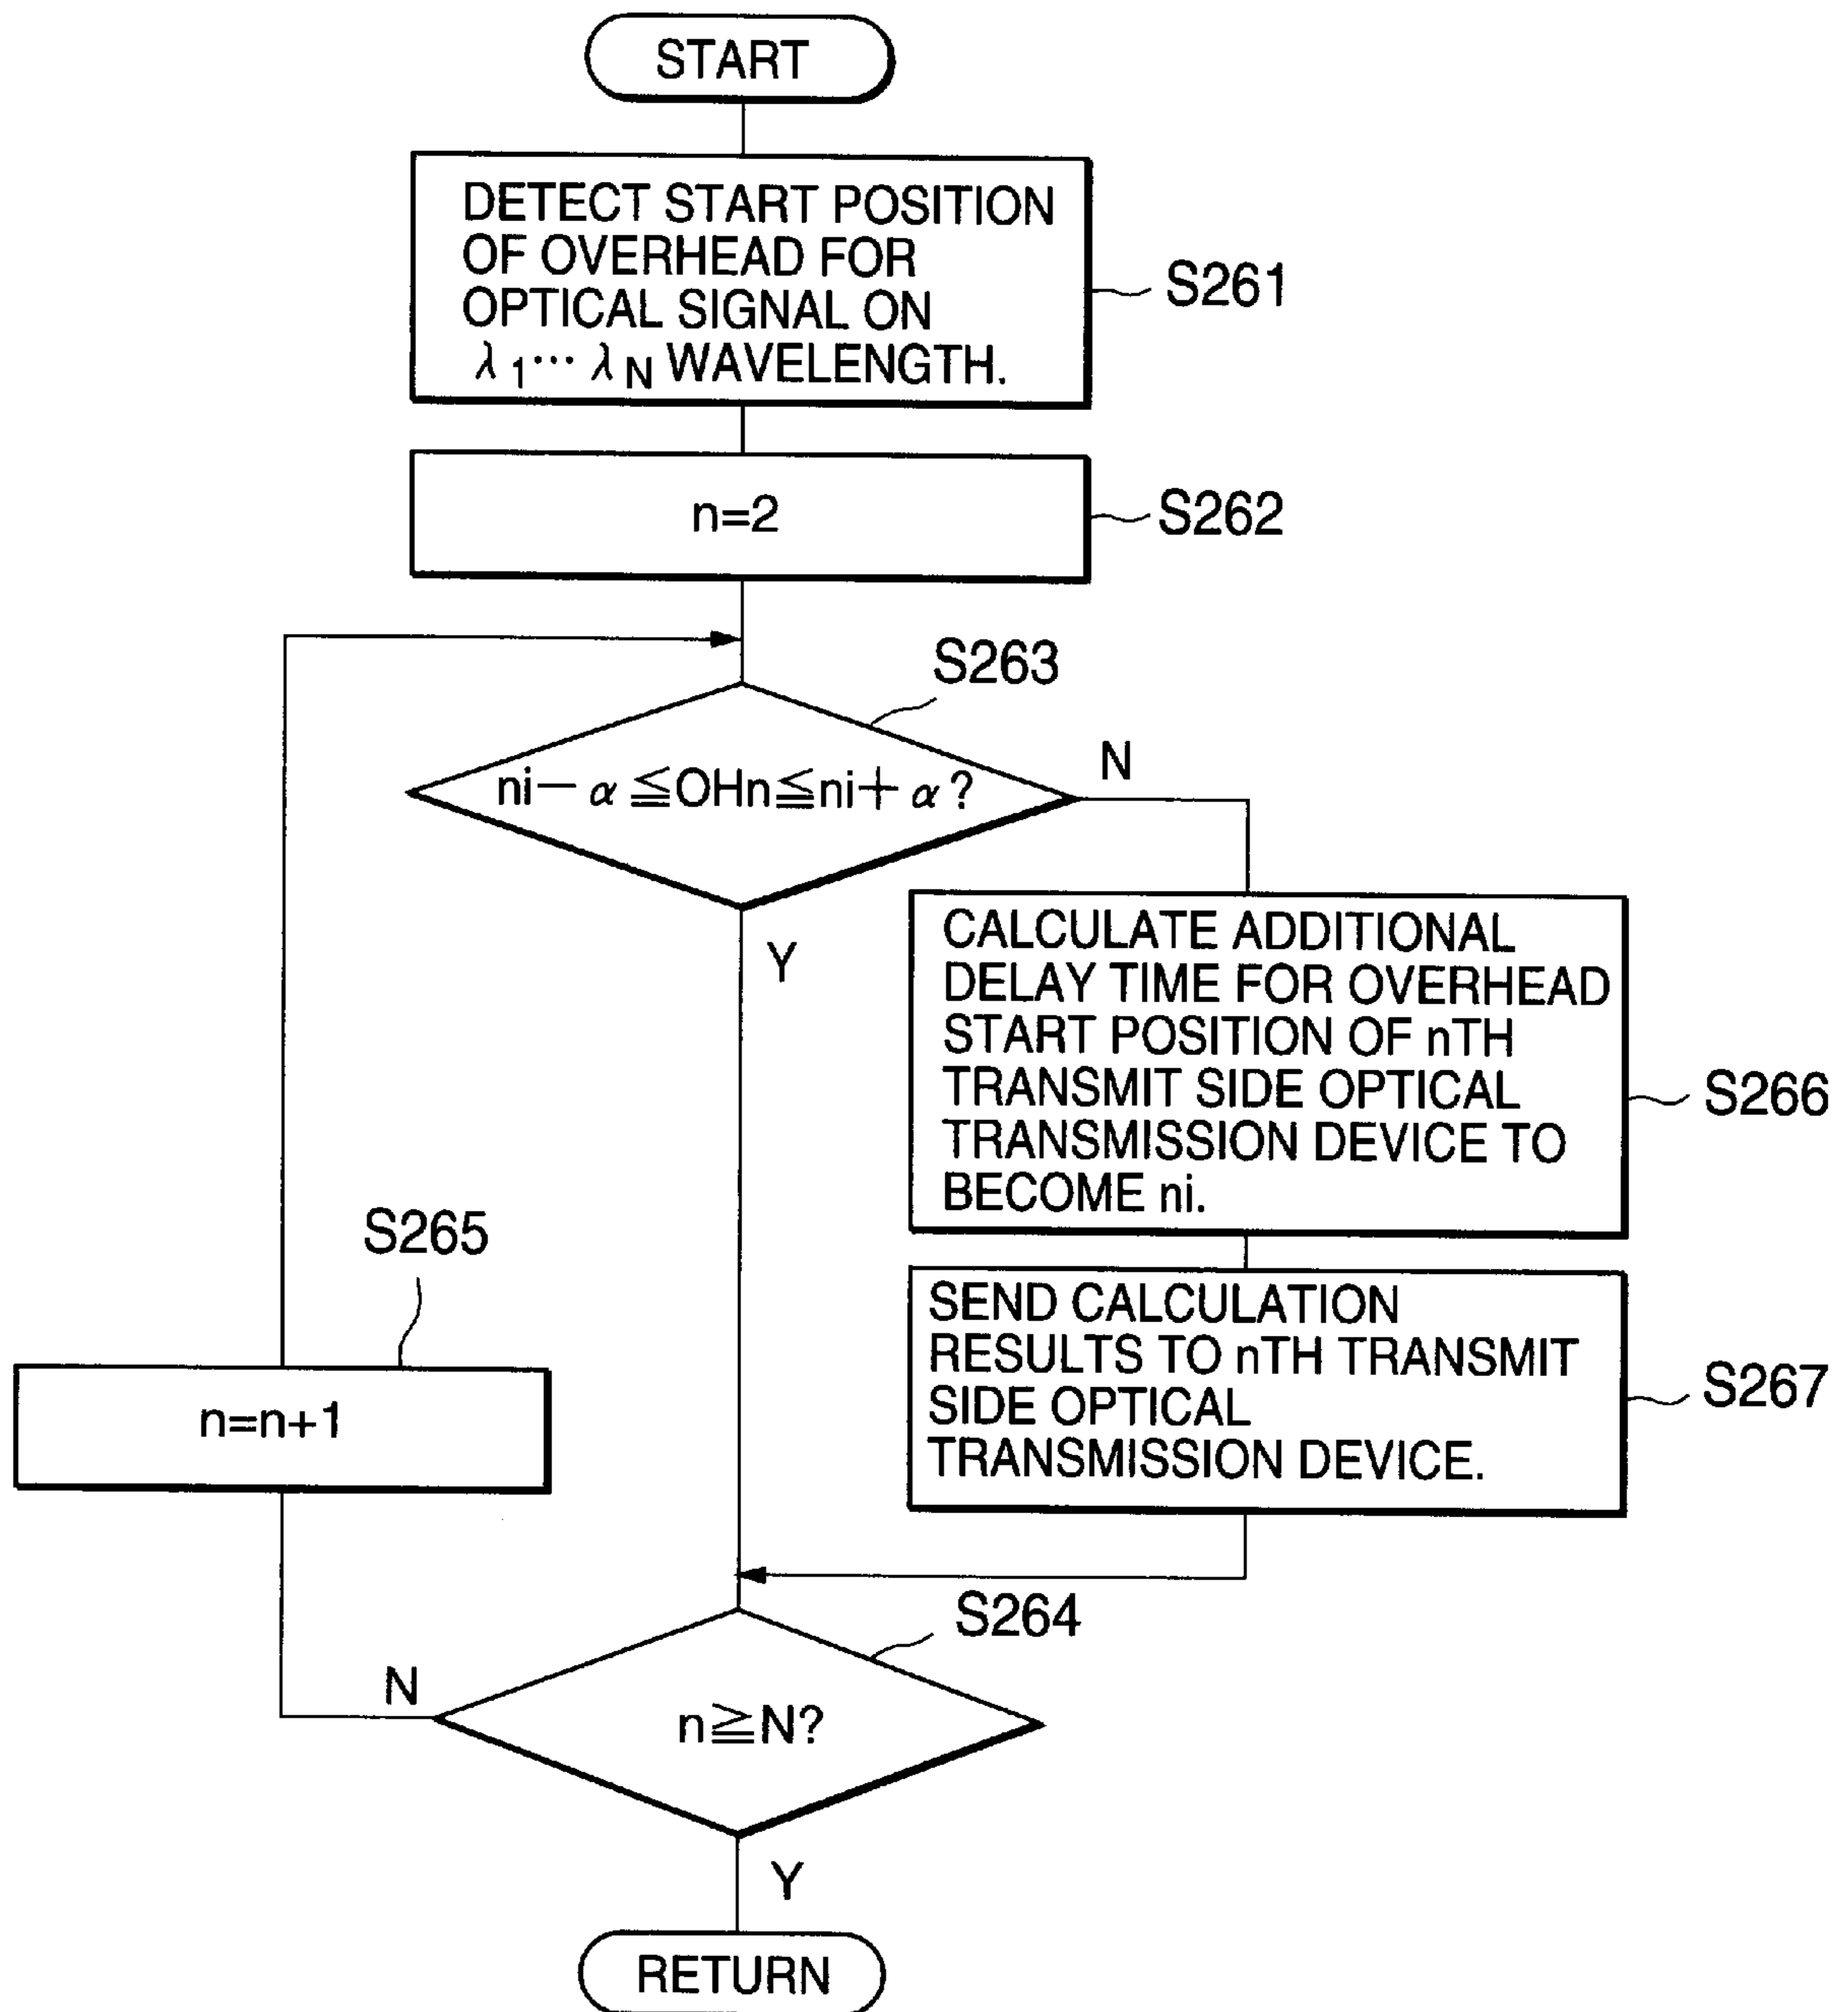 START
DETECT START POSITION
OF OVERHEAD FOR
OPTICAL SIGNAL ON
λ1··· λN WAVELENGTH.
S261
n=2
S262
S263
ni−α≦OHn≦ni+α?
N
Y
CALCULATE ADDITIONAL
DELAY TIME FOR OVERHEAD
START POSITION OF nTH
TRANSMIT SIDE OPTICAL
TRANSMISSION DEVICE TO
BECOME ni.
S266
SEND CALCULATION
RESULTS TO nTH TRANSMIT
SIDE OPTICAL
TRANSMISSION DEVICE.
S267
S265
n=n+1
S264
n≧N?
N
Y
RETURN